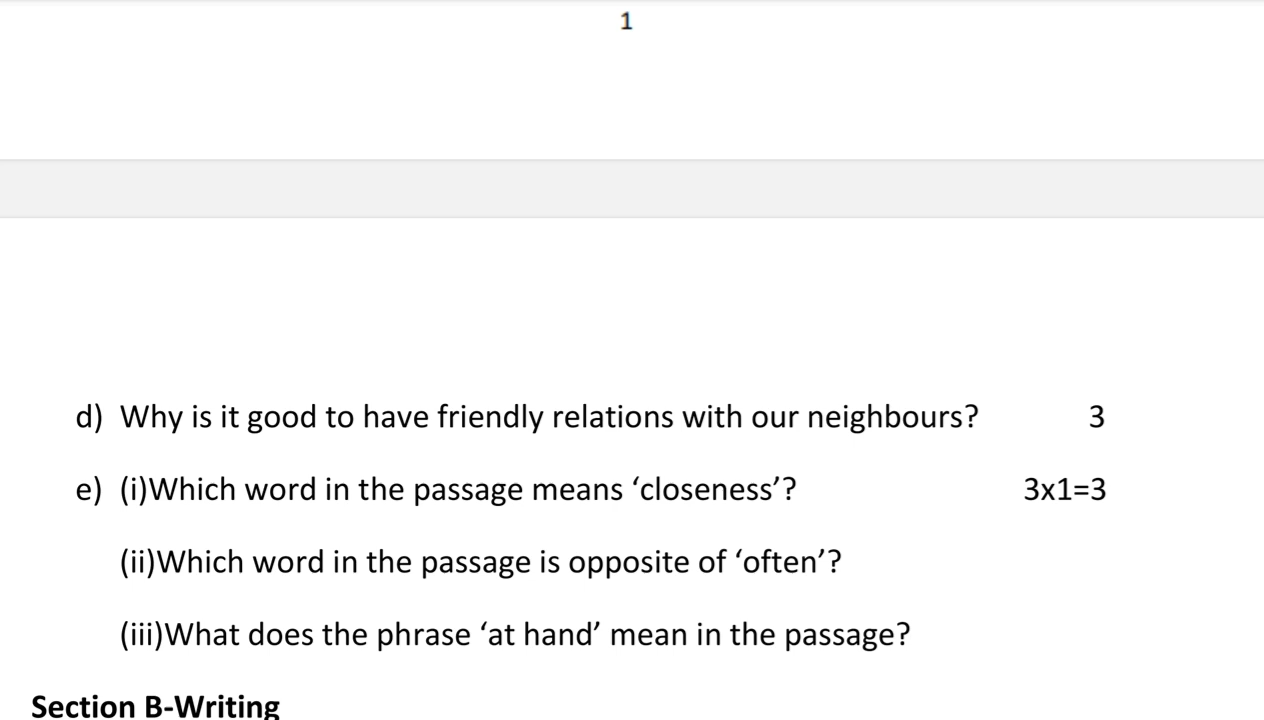 1
d) Why is it good to have friendly relations with our neighbours? 3
e) (i)Which word in the passage means ‘closeness’? 3x1=3
(ii)Which word in the passage is opposite of ‘often’?
(iii)What does the phrase ‘at hand’ mean in the passage?
Section B-Writing